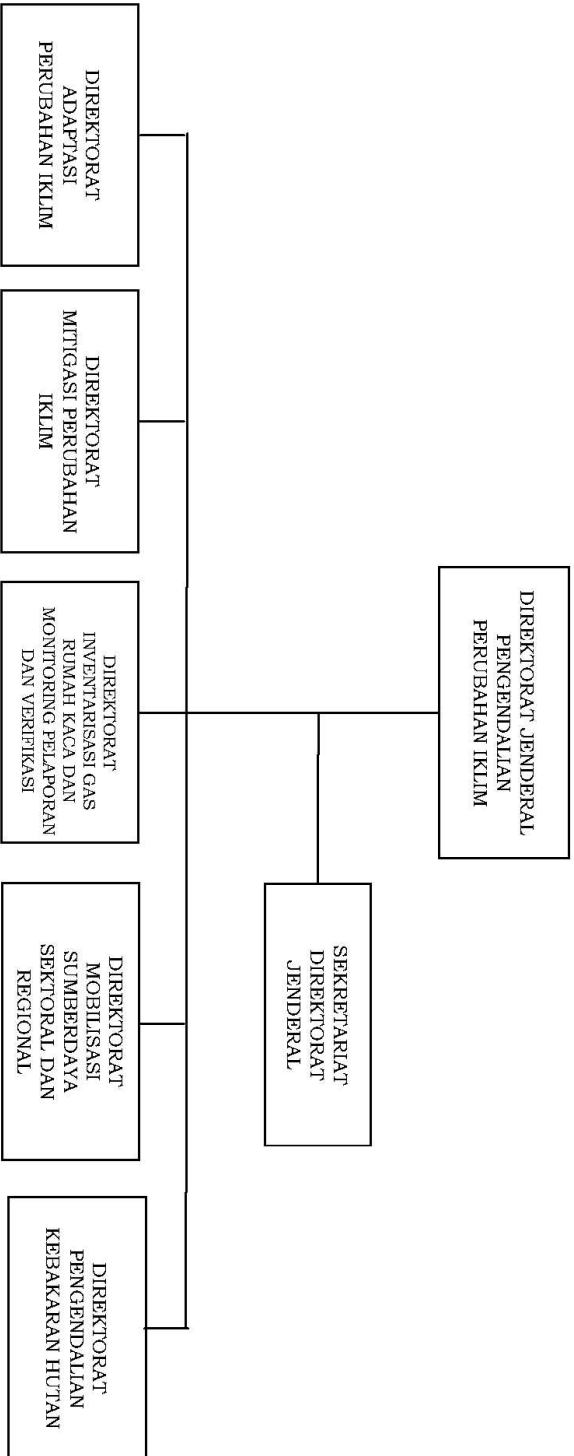 DIREKTORAT JENDERAL
PENGENDALIAN
PERUBAHAN IKLIM
SEKRETARIAT
DIREKTORAT
JENDERAL
DIREKTORAT
ADAPTASI
PERUBAHAN IKLIM
DIREKTORAT
MITIGASI PERUBAHAN
IKLIM
DIREKTORAT
INVENTARISASI GAS
RUMAH KACA DAN
MONITORING PELAPORAN
DAN VERIFIKASI
DIREKTORAT
MOBILISASI
SUMBERDAYA
SEKTORAL DAN
REGIONAL
DIREKTORAT
PENGENDALIAN
KEBAKARAN HUTAN